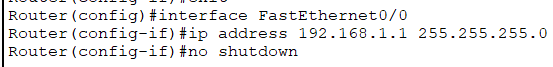 Router(config)#interface FastEthernet0/0
Router(config-if)#ip address 192.168.1.1 255.255.255.0
Router(config-if)#no shutdown